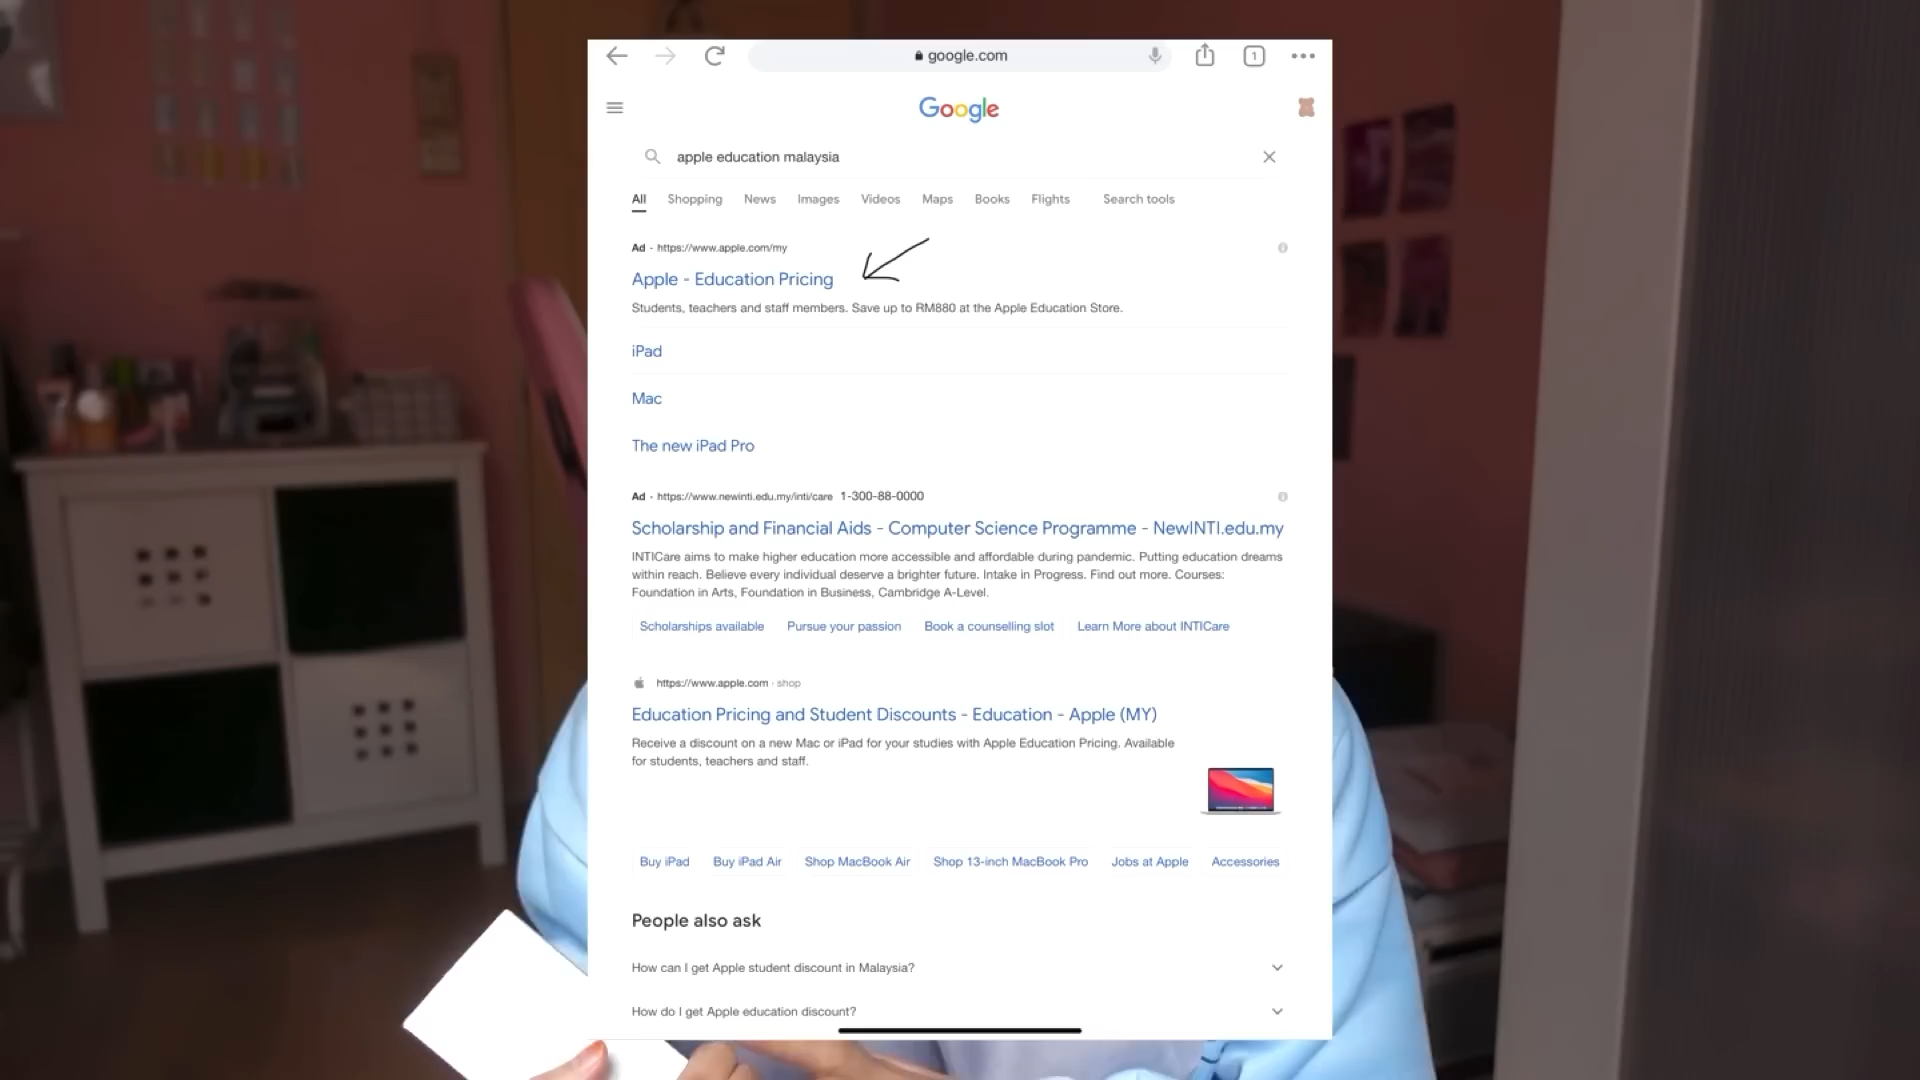 google.com
1
Google
apple education malaysia
All Shopping News Images Videos Maps Books Flights Search tools
Ad · https://www.apple.com/my
Apple - Education Pricing
Students, teachers and staff members. Save up to RM880 at the Apple Education Store.
iPad
Mac
The new iPad Pro
Ad · https://www.newinti.edu.my/inti/care 1-300-88-0000
Scholarship and Financial Aids - Computer Science Programme - NewINTI.edu.my
INTICare aims to make higher education more accessible and affordable during pandemic. Putting education dreams
within reach. Believe every individual deserve a brighter future. Intake in Progress. Find out more. Courses:
Foundation in Arts, Foundation in Business, Cambridge A-Level.
Scholarships available Pursue your passion Book a counselling slot Learn More about INTICare
https://www.apple.com · shop
Education Pricing and Student Discounts - Education - Apple (MY)
Receive a discount on a new Mac or iPad for your studies with Apple Education Pricing. Available
for students, teachers and staff.
Buy iPad Buy iPad Air Shop MacBook Air Shop 13-inch MacBook Pro Jobs at Apple Accessories
People also ask
How can I get Apple student discount in Malaysia?
How do I get Apple education discount?